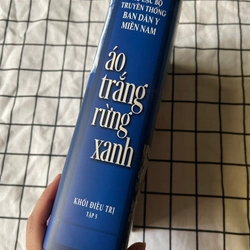 TRUYỀN THỐNG
BAN DÂN Y
MIỀN NAM
áo
trắng
rừng
xanh
KHỐI ĐIỀU TRỊ
TẬP 3